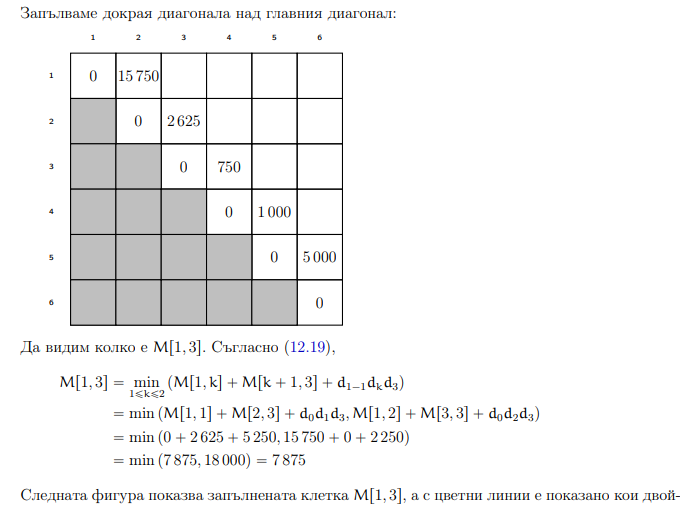 Запълваме докрая диагонала над главния диагонал:
1 2 3 4 5 6
1 0 15 750
2 0 2 625
3 0 750
4 0 1 000
5 0 5 000
6 0
Да видим колко е M[1, 3]. Съгласно (12.19),
M[1, 3] = min (M[1, k] + M[k + 1, 3] + d₁₋₁dₖd₃)
1⩽k⩽2
= min (M[1, 1] + M[2, 3] + d₀d₁d₃, M[1, 2] + M[3, 3] + d₀d₂d₃)
= min (0 + 2 625 + 5 250, 15 750 + 0 + 2 250)
= min (7 875, 18 000) = 7 875
Следната фигура показва запълнената клетка M[1, 3], а с цветни линии е показано кои двой-